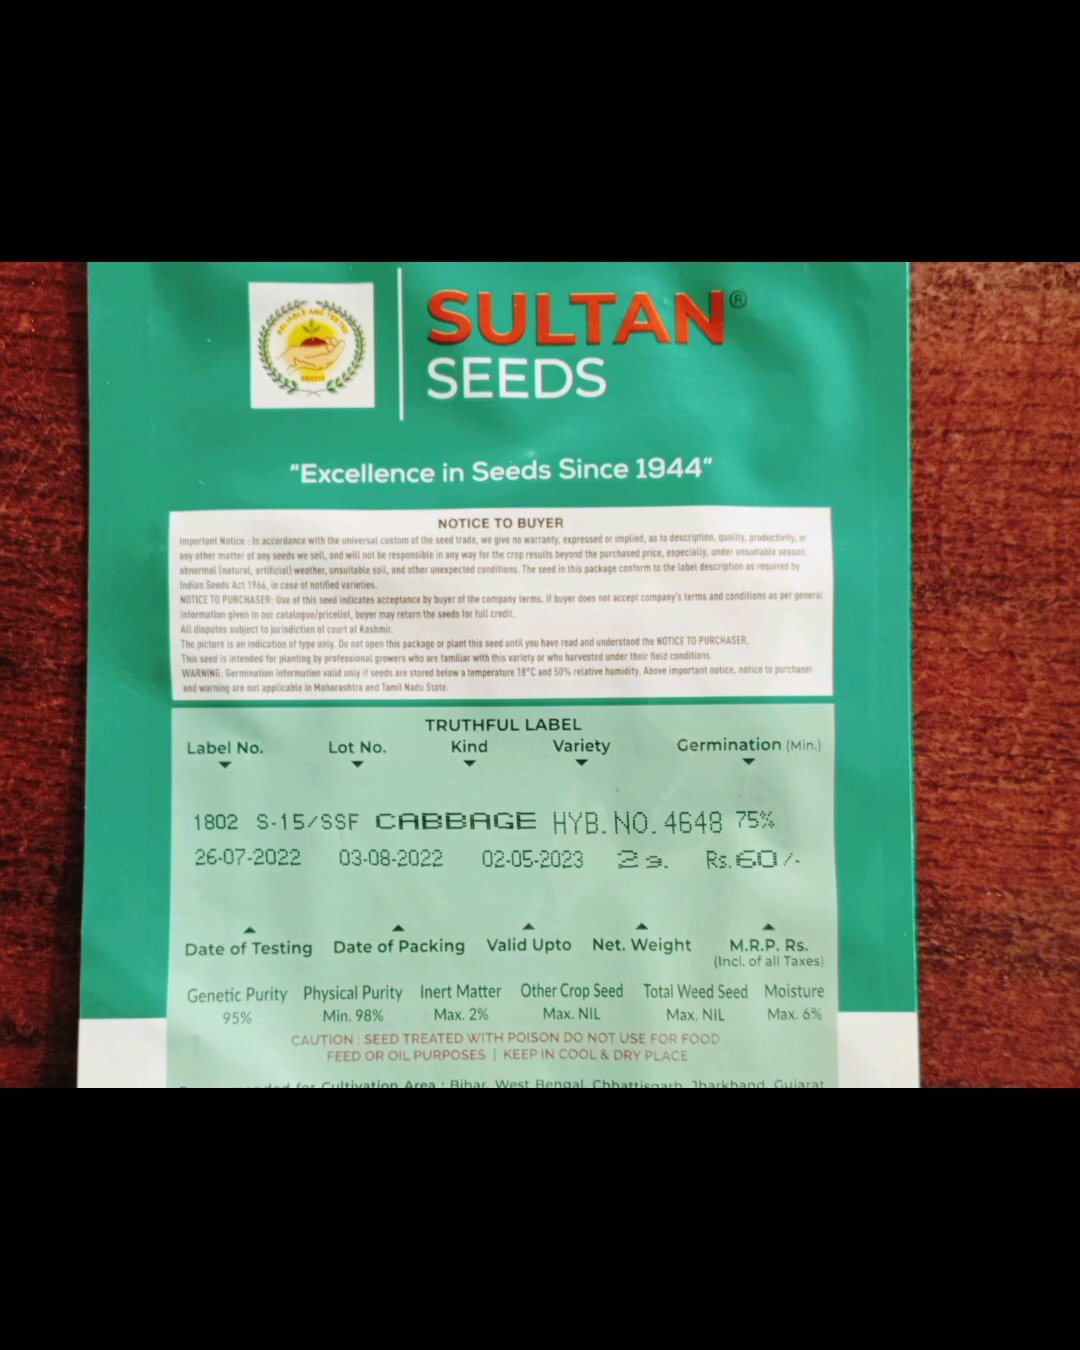 RELIABLE AND TESTED
SEEDS
SULTAN®
SEEDS
"Excellence in Seeds Since 1944"
NOTICE TO BUYER
Important Notice : In accordance with the universal custom of the seed trade, we give no warranty, expressed or implied, as to description, quality, productivity, or
any other matter of any seeds we sell, and will not be responsible in any way for the crop results beyond the purchased price, especially, under unsuitable season,
abnormal (natural, artificial) weather, unsuitable soil, and other unexpected conditions. The seed in this package conform to the label description as required by
Indian Seeds Act 1966, in case of notified varieties.
NOTICE TO PURCHASER: Use of this seed indicates acceptance by buyer of the company terms. If buyer does not accept company's terms and conditions as per general
information given in our catalogue/pricelist, buyer may return the seeds for full credit.
All disputes subject to jurisdiction of court at Kashmir.
The picture is an indication of type only. Do not open this package or plant this seed until you have read and understood the NOTICE TO PURCHASER,
This seed is intended for planting by professional growers who are familiar with this variety or who harvested under their field conditions.
WARNING: Germination information valid only if seeds are stored below a temperature 18°C and 50% relative humidity. Above important notice, notice to purchaser
and warning are not applicable in Maharashtra and Tamil Nadu State.
TRUTHFUL LABEL
Label No. Lot No. Kind Variety Germination (Min.)
1802 S-15/SSF CABBAGE HYB. NO. 4648 75%
26-07-2022 03-08-2022 02-05-2023 2 g. Rs. 60/-
Date of Testing Date of Packing Valid Upto Net. Weight M.R.P. Rs.
(Incl. of all Taxes)
Genetic Purity Physical Purity Inert Matter Other Crop Seed Total Weed Seed Moisture
95% Min. 98% Max. 2% Max. NIL Max. NIL Max. 6%
CAUTION : SEED TREATED WITH POISON DO NOT USE FOR FOOD
FEED OR OIL PURPOSES | KEEP IN COOL & DRY PLACE
for Cultivation Area : Bihar, West Bengal, Chhattisgarh, Jharkhand, Gujarat